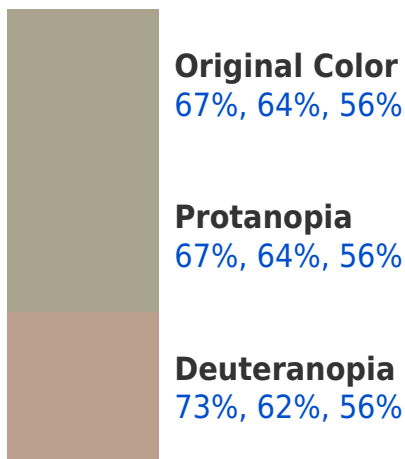 Original Color
67%, 64%, 56%
Protanopia
67%, 64%, 56%
Deuteranopia
73%, 62%, 56%